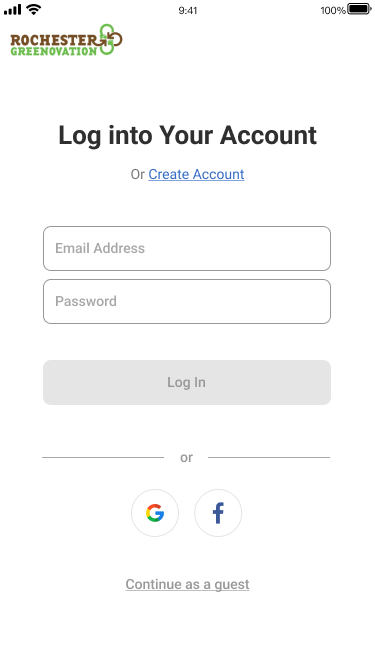 9:41
100%
ROCHESTER
GREENOVATION
Log into Your Account
Or Create Account
Email Address
Password
Log In
or
Continue as a guest